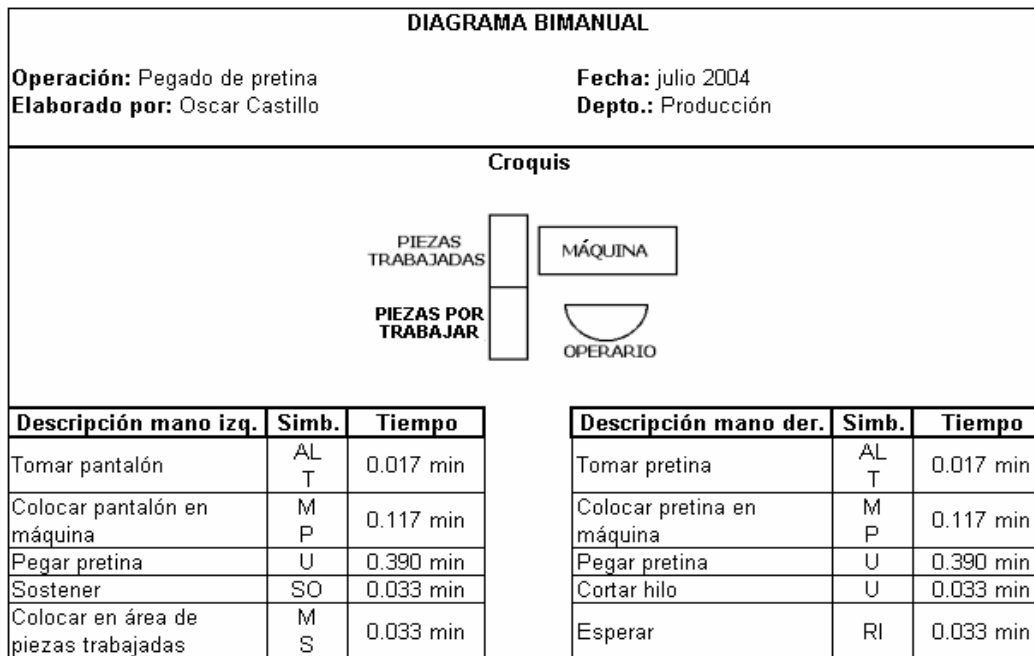 DIAGRAMA BIMANUAL
Operación: Pegado de pretina
Fecha: julio 2004
Elaborado por: Oscar Castillo
Depto.: Producción
Croquis
PIEZAS
TRABAJADAS
MÁQUINA
PIEZAS POR
TRABAJAR
OPERARIO
Descripción mano izq. Simb. Tiempo
Tomar pantalón AL T 0.017 min
Colocar pantalón en
máquina M P 0.117 min
Pegar pretina U 0.390 min
Sostener SO 0.033 min
Colocar en área de
piezas trabajadas M S 0.033 min
Descripción mano der. Simb. Tiempo
Tomar pretina AL T 0.017 min
Colocar pretina en
máquina M P 0.117 min
Pegar pretina U 0.390 min
Cortar hilo U 0.033 min
Esperar RI 0.033 min